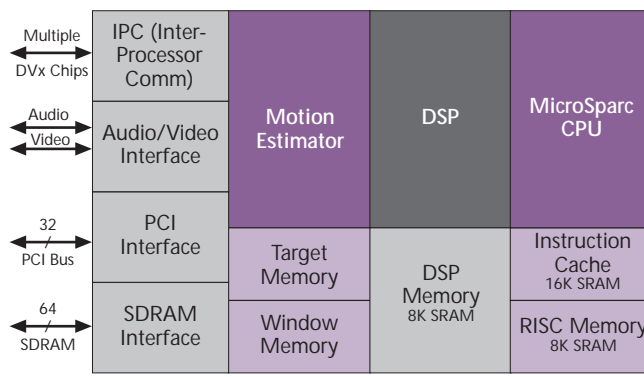 Multiple
DVx Chips
Audio
Video
32
PCI Bus
64
SDRAM
IPC (Inter-
Processor
Comm)
Audio/Video
Interface
PCI
Interface
SDRAM
Interface
Motion
Estimator
Target
Memory
Window
Memory
DSP
DSP
Memory
8K SRAM
MicroSparc
CPU
Instruction
Cache
16K SRAM
RISC Memory
8K SRAM